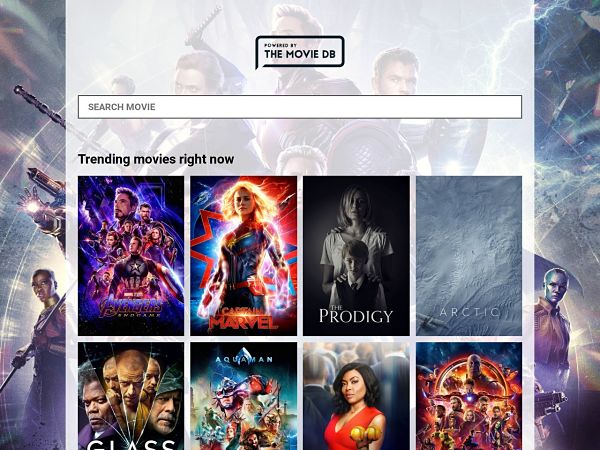 POWERED BY
THE MOVIE DB
SEARCH MOVIE
Trending movies right now
AVENGERS
ENDGAME
CAPTAIN
MARVEL
THE
PRODIGY
ARCTIC
GLASS
AQUAMAN